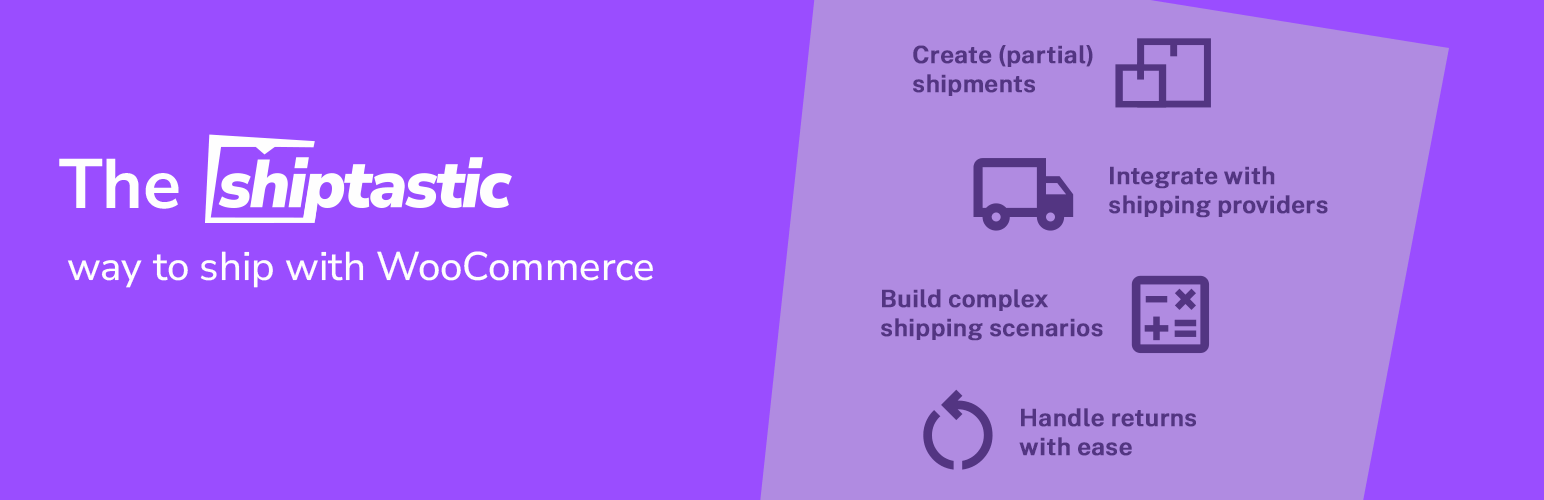 The shiptastic
way to ship with WooCommerce
Create (partial)
shipments
Integrate with
shipping providers
Build complex
shipping scenarios
Handle returns
with ease